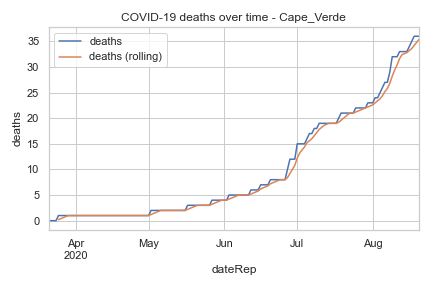 COVID-19 deaths over time - Cape_Verde
deaths
deaths (rolling)
35
30
25
20
15
10
5
0
deaths
Apr
2020
May
Jun
Jul
Aug
dateRep